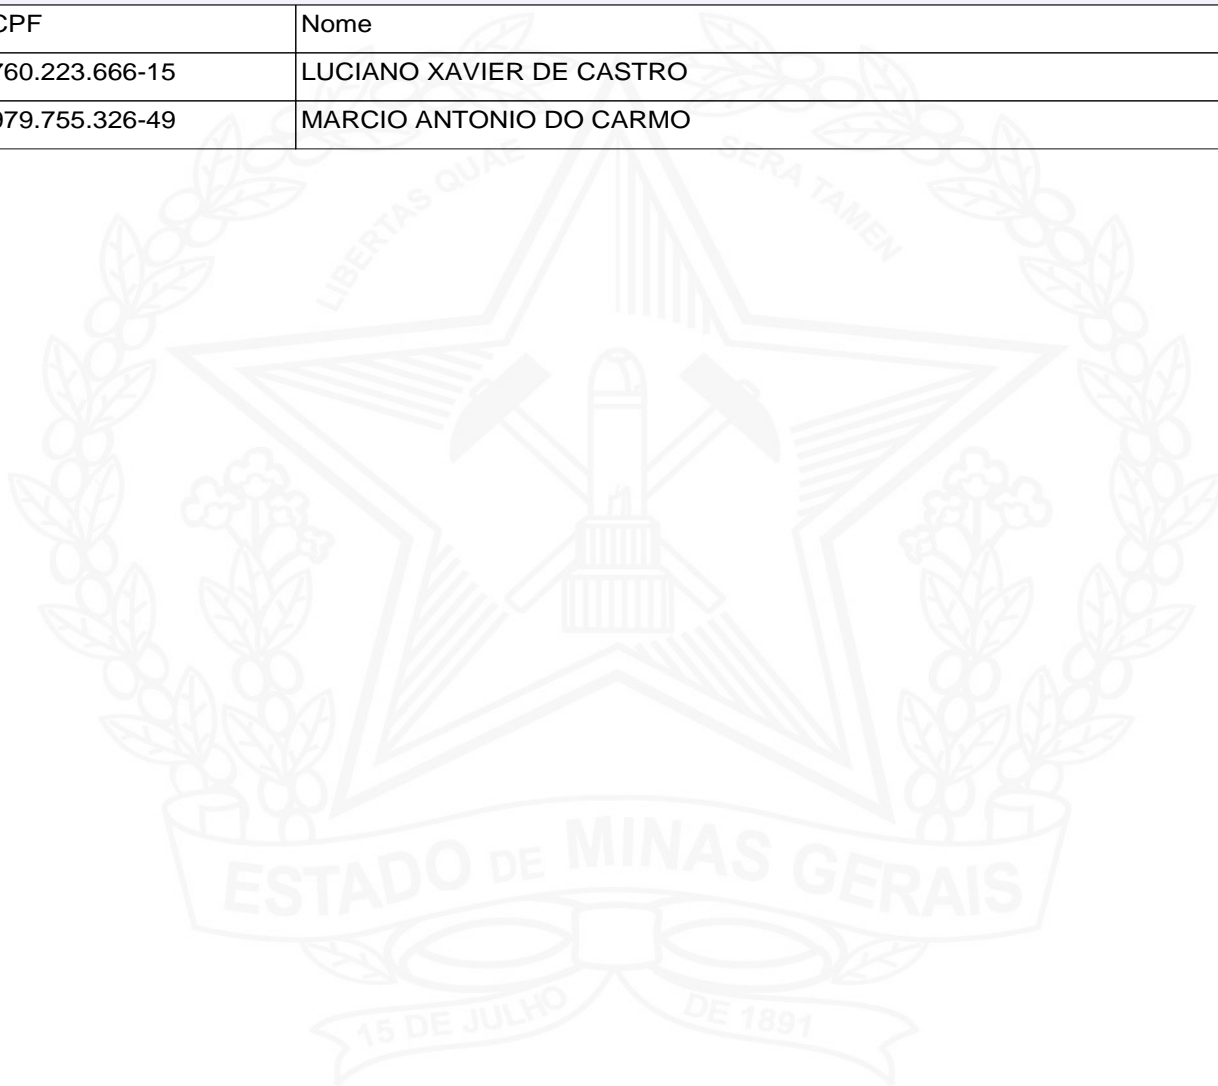 CPF Nome
760.223.666-15 LUCIANO XAVIER DE CASTRO
979.755.326-49 MARCIO ANTONIO DO CARMO
LIBERTAS QUAE SERA TAMEN
ESTADO DE MINAS GERAIS
15 DE JULHO DE 1891